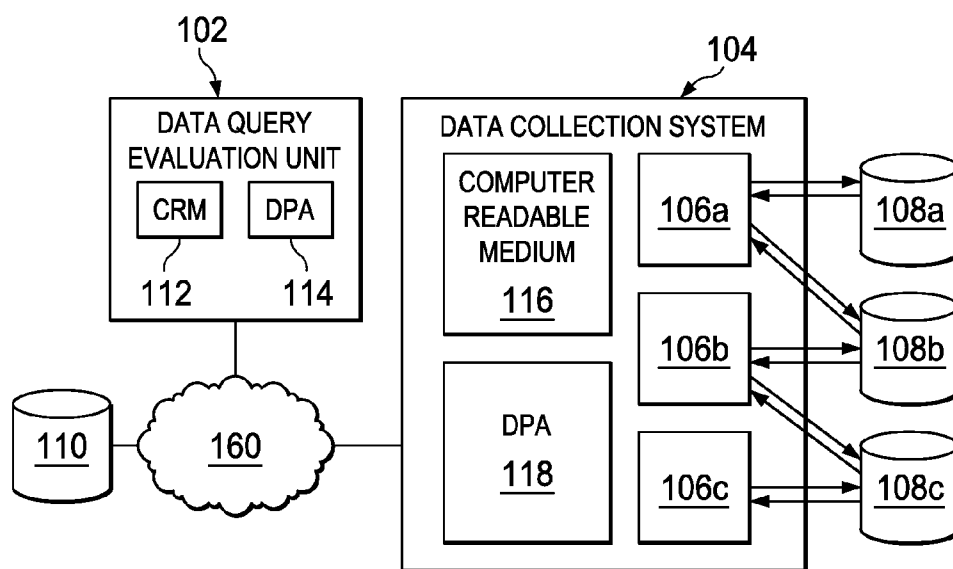 102
104
DATA QUERY
EVALUATION UNIT
CRM
DPA
112
114
DATA COLLECTION SYSTEM
COMPUTER
READABLE
MEDIUM
116
106a
108a
106b
108b
110
160
DPA
118
106c
108c